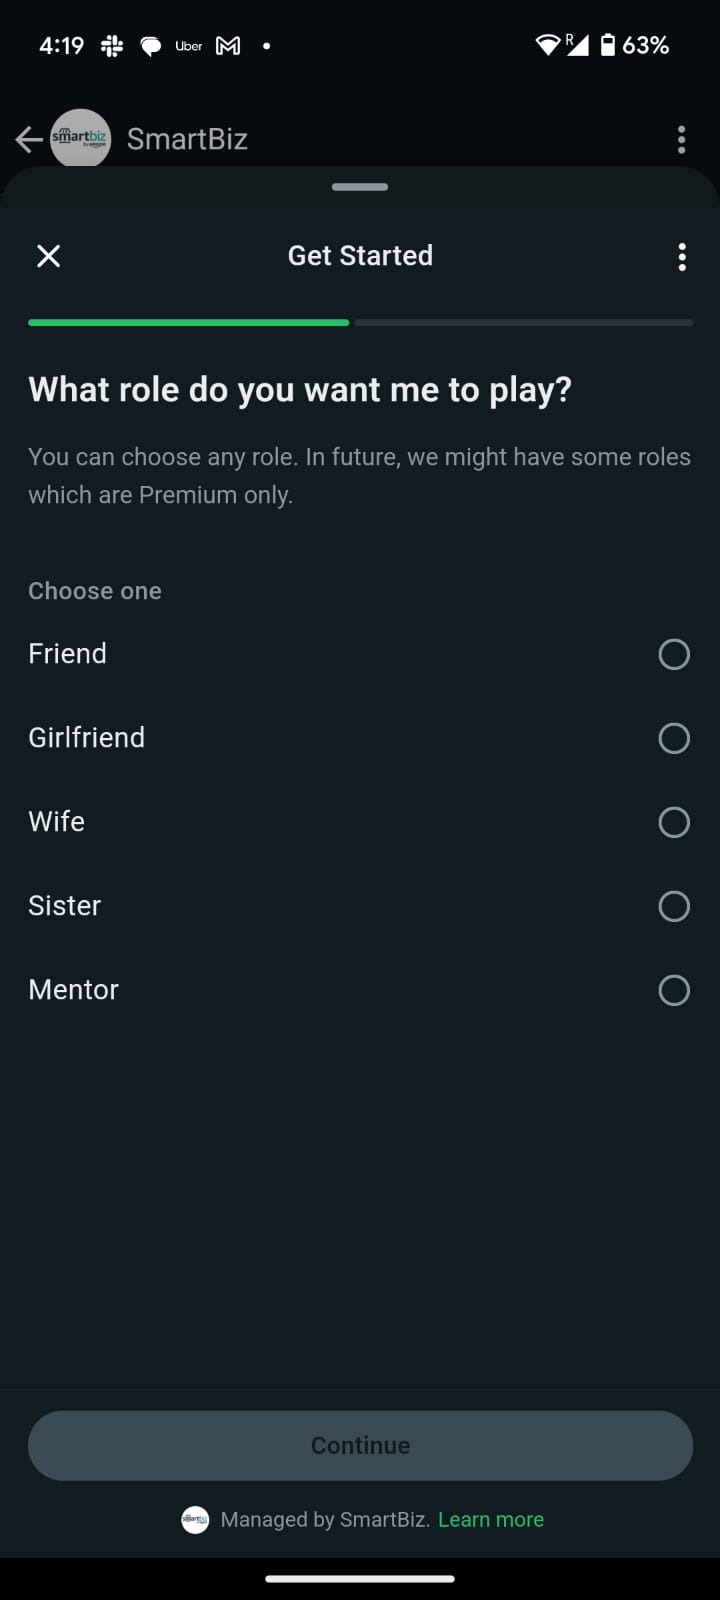 4:19 Uber 63%
smartbiz
by amazon
SmartBiz
Get Started
What role do you want me to play?
You can choose any role. In future, we might have some roles
which are Premium only.
Choose one
Friend
Girlfriend
Wife
Sister
Mentor
Continue
Managed by SmartBiz. Learn more